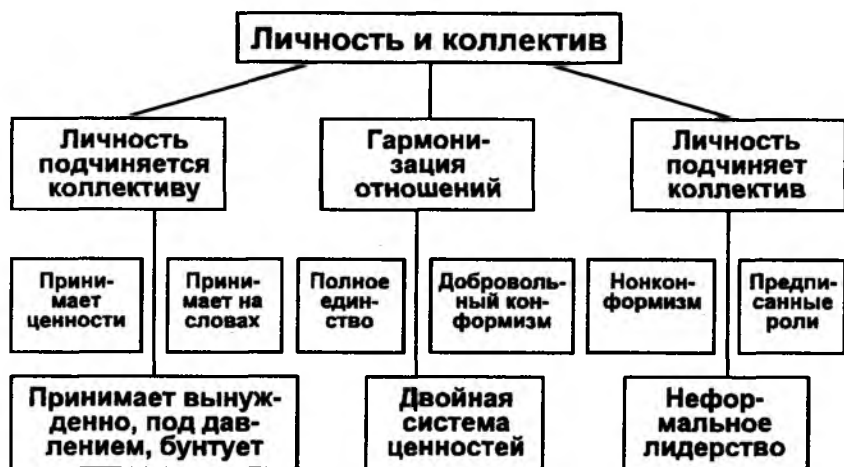 Личность и коллектив
Личность
подчиняется
коллективу
Гармони-
зация
отношений
Личность
подчиняет
коллектив
Прини-
мает
ценности
Прини-
мает на
словах
Полное
един-
ство
Доброволь-
ный кон-
формизм
Нонкон-
формизм
Предпи-
санные
роли
Принимает вынуж-
денно, под дав-
лением, бунтует
Двойная
система
ценностей
Нефор-
мальное
лидерство